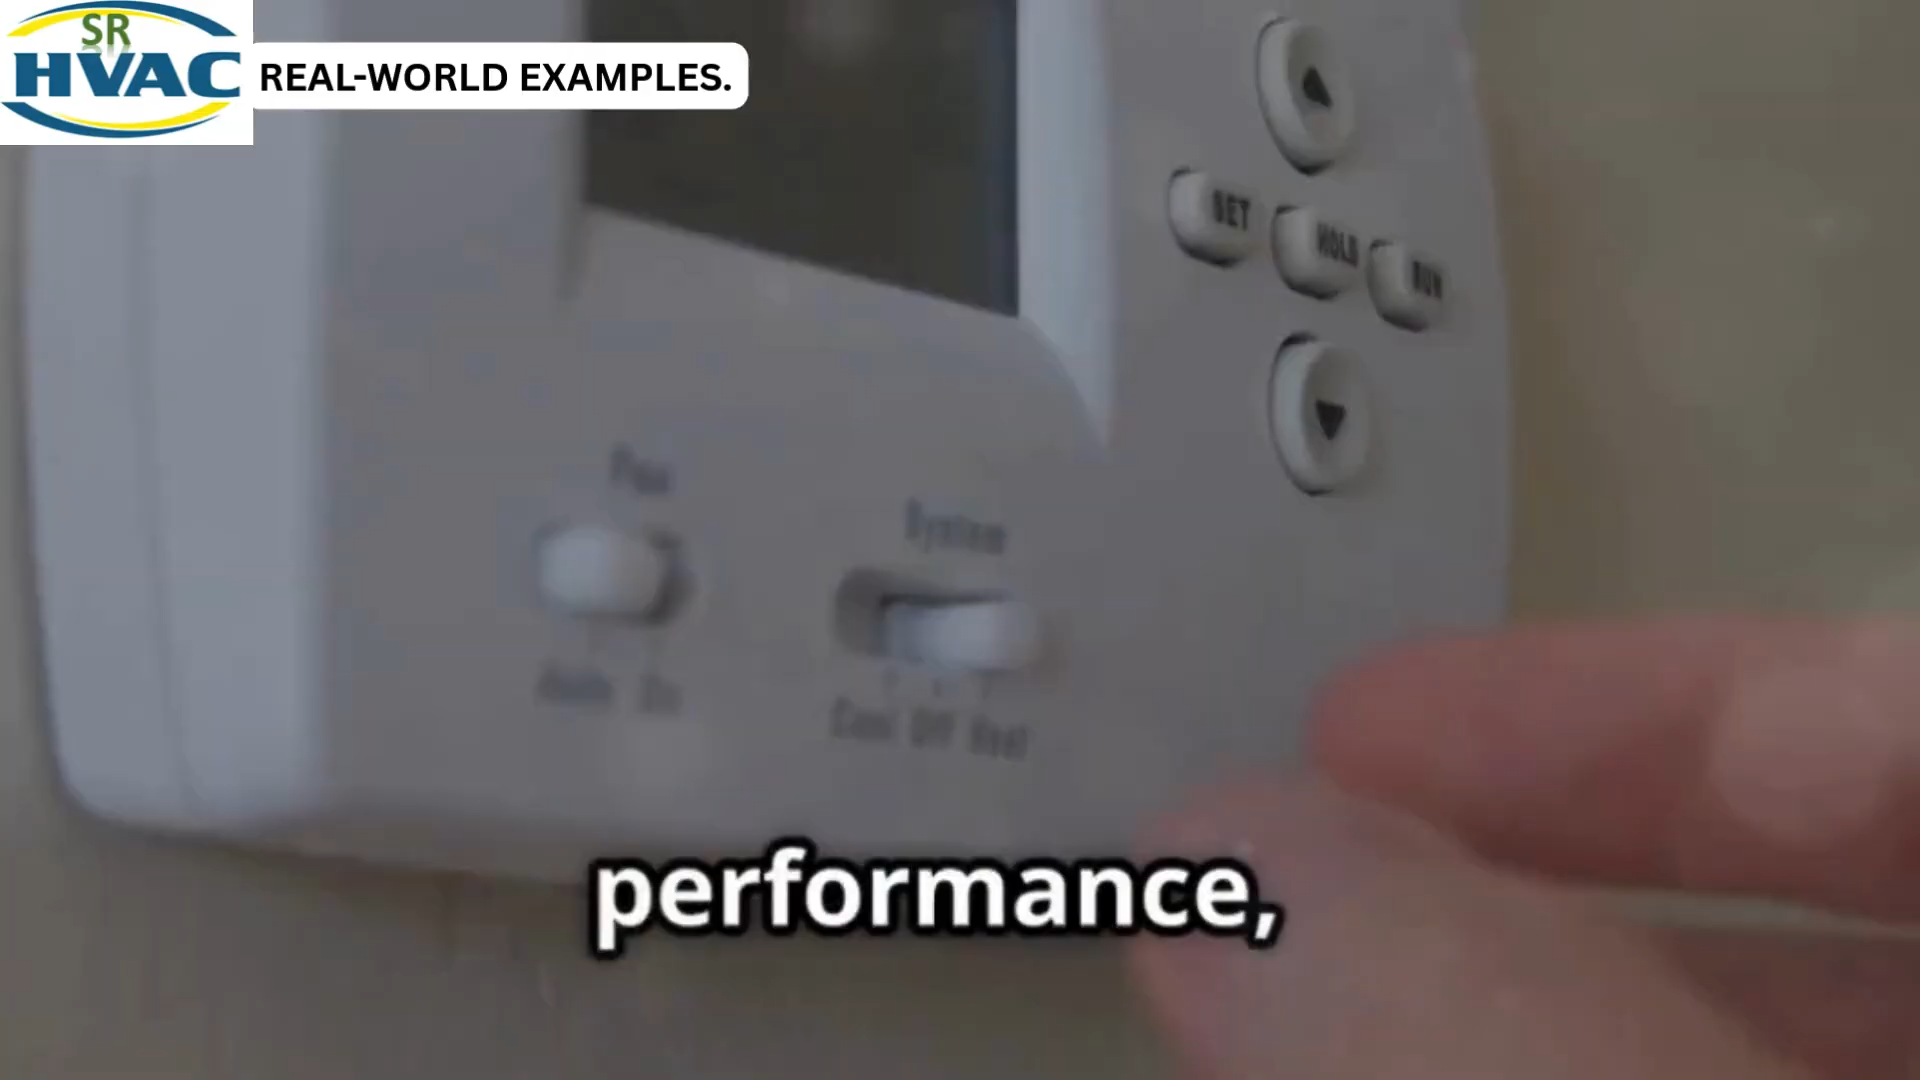 SR
HVAC
REAL-WORLD EXAMPLES.
SET HOLD RUN
Fan
System
Auto On
Cool Off Heat
performance,